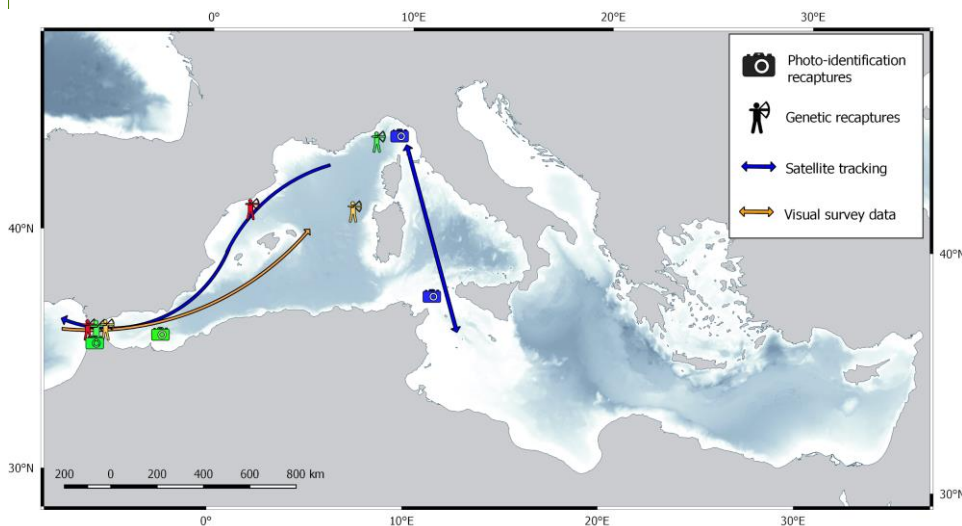 0°
10°E
20°E
30°E
Photo-identification
recaptures
Genetic recaptures
Satellite tracking
Visual survey data
40°N
40°N
30°N
30°N
200 0 200 400 600 800 km
0°
10°E
20°E
30°E